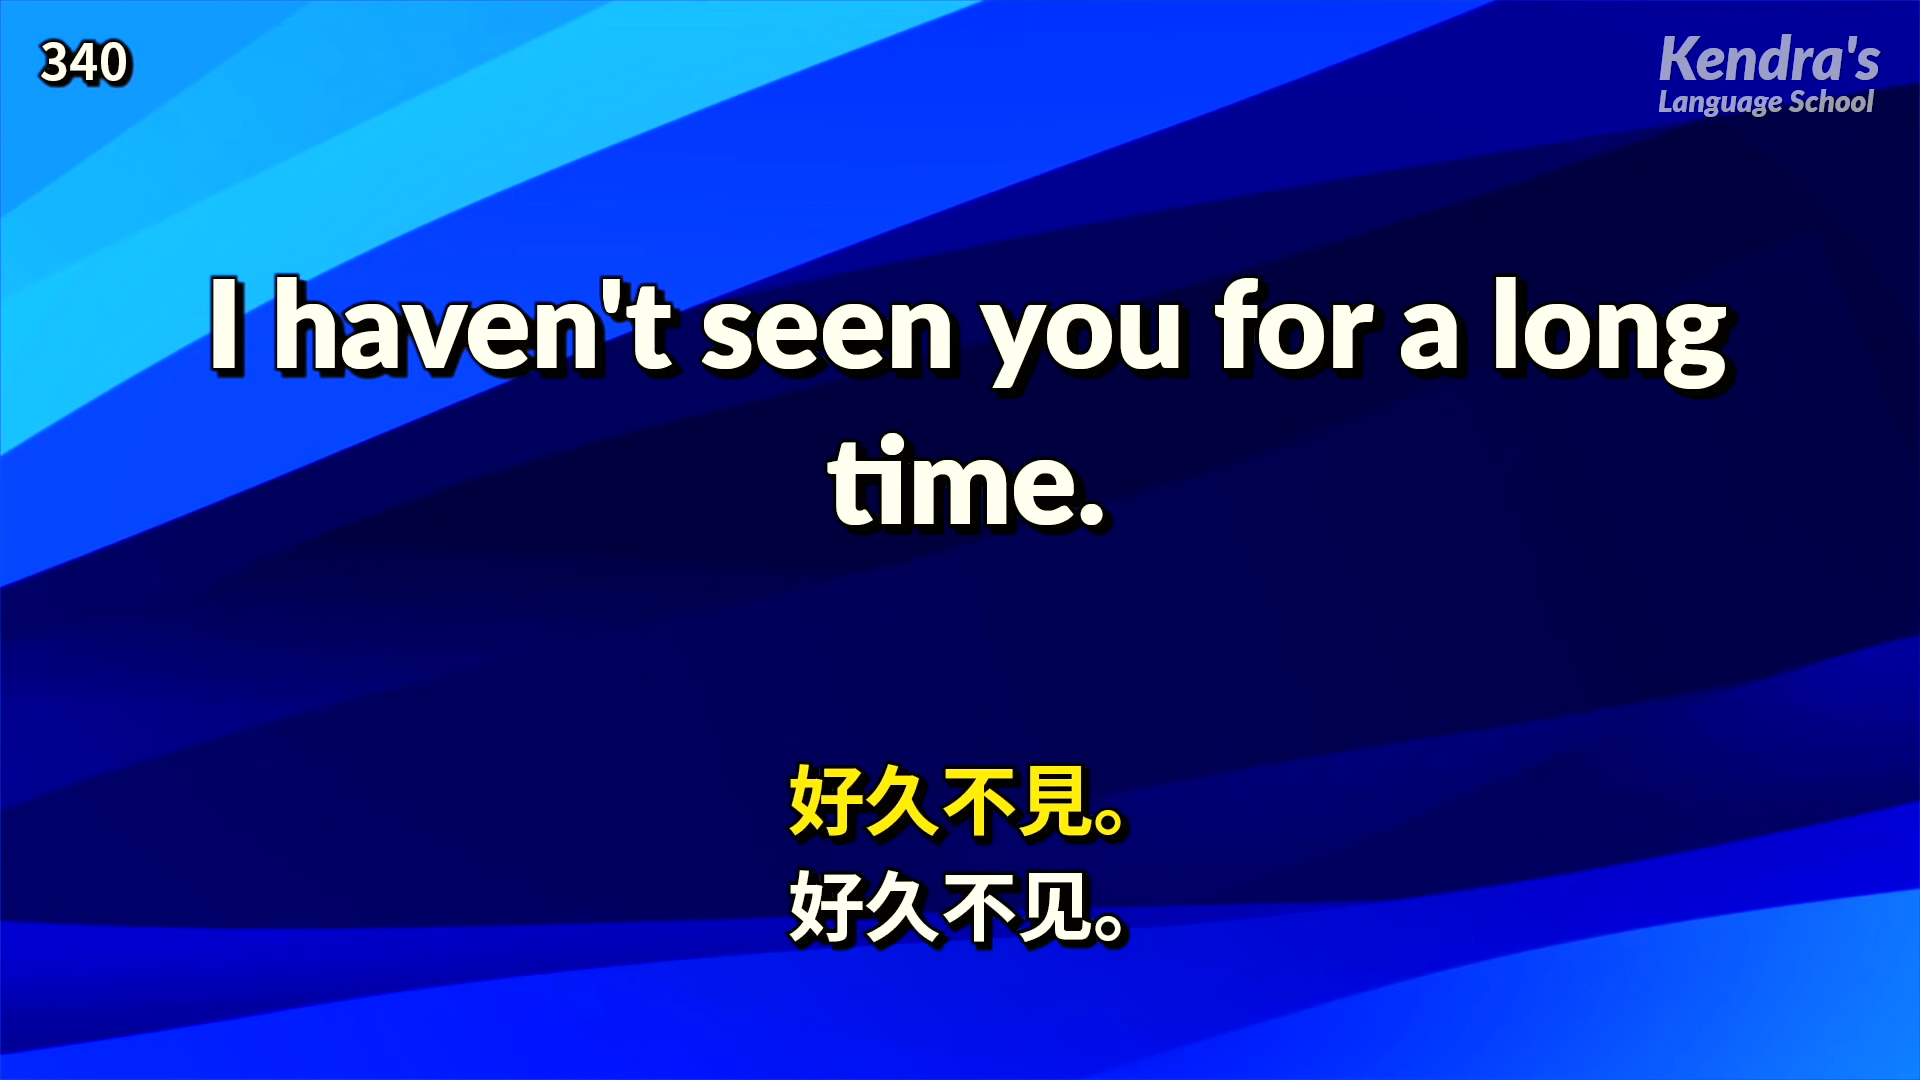 340
Kendra's
Language School
I haven't seen you for a long
time.
好久不見。
好久不见。